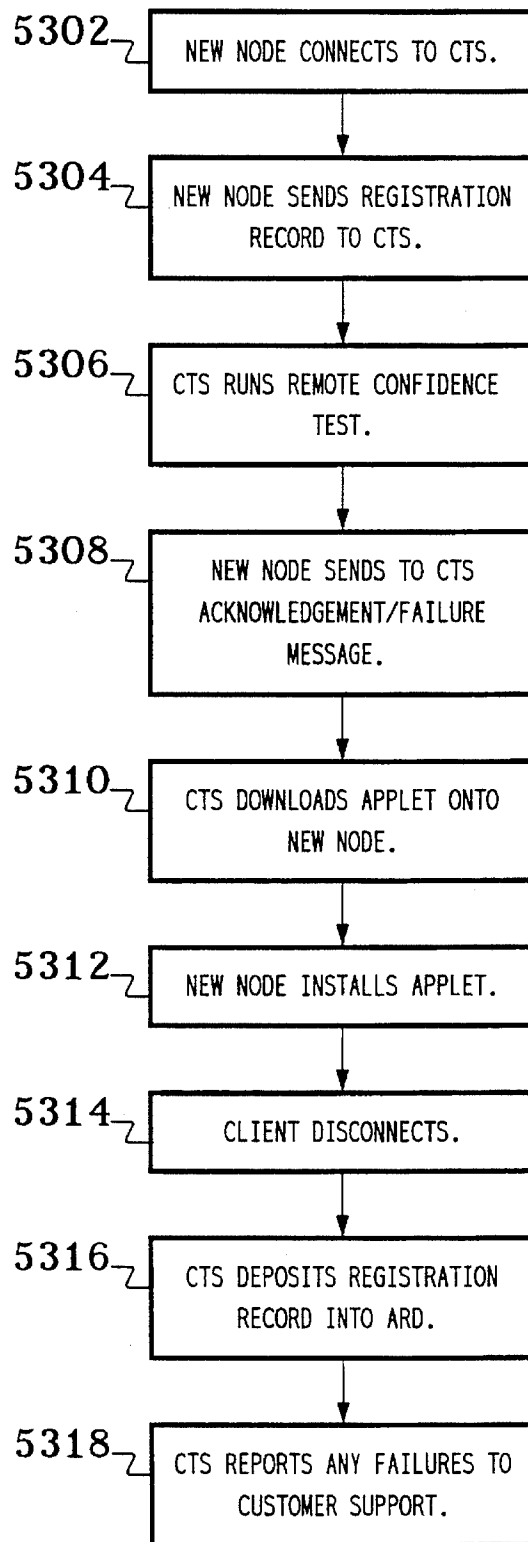 5302
NEW NODE CONNECTS TO CTS.
5304
NEW NODE SENDS REGISTRATION
RECORD TO CTS.
5306
CTS RUNS REMOTE CONFIDENCE
TEST.
5308
NEW NODE SENDS TO CTS
ACKNOWLEDGEMENT/FAILURE
MESSAGE.
5310
CTS DOWNLOADS APPLET ONTO
NEW NODE.
5312
NEW NODE INSTALLS APPLET.
5314
CLIENT DISCONNECTS.
5316
CTS DEPOSITS REGISTRATION
RECORD INTO ARD.
5318
CTS REPORTS ANY FAILURES TO
CUSTOMER SUPPORT.